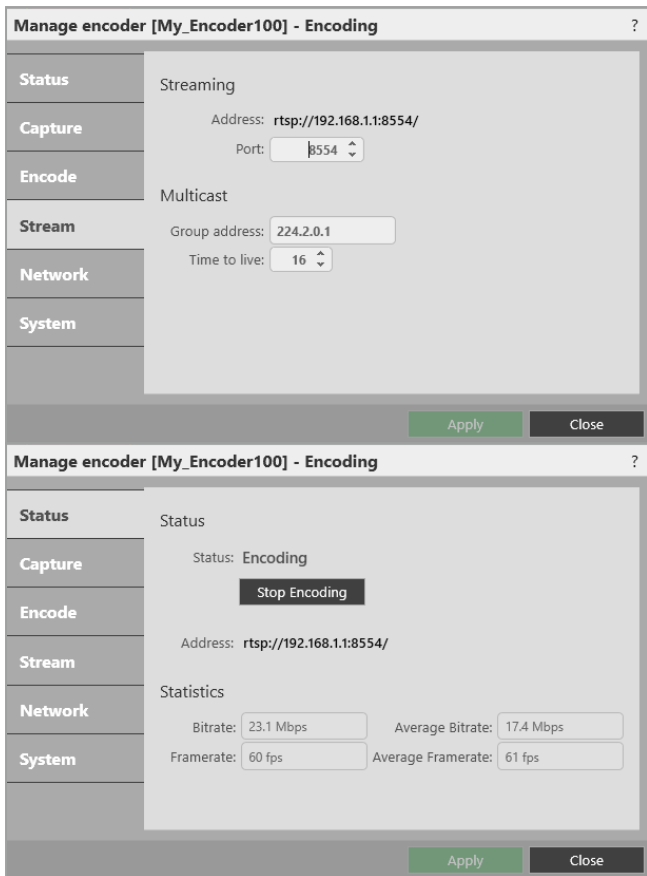 Manage encoder [My_Encoder100] - Encoding ?
Status
Capture
Encode
Stream
Network
System
Streaming
Address: rtsp://192.168.1.1:8554/
Port: 8554
Multicast
Group address: 224.2.0.1
Time to live: 16
Apply Close
Manage encoder [My_Encoder100] - Encoding ?
Status
Capture
Encode
Stream
Network
System
Status
Status: Encoding
Stop Encoding
Address: rtsp://192.168.1.1:8554/
Statistics
Bitrate: 23.1 Mbps Average Bitrate: 17.4 Mbps
Framerate: 60 fps Average Framerate: 61 fps
Apply Close